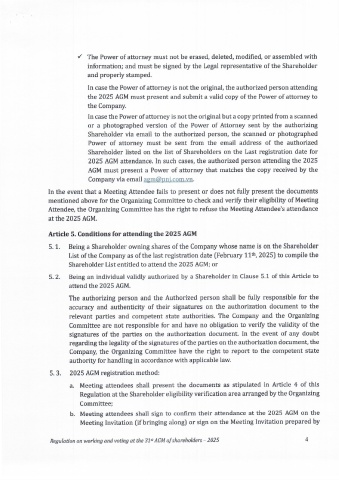 ✓ The Power of attorney must not be erased, deleted, modified, or assembled with
information; and must be signed by the Legal representative of the Shareholder
and properly stamped.
In case the Power of attorney is not the original, the authorized person attending
the 2025 AGM must present and submit a valid copy of the Power of attorney to
the Company.
In case the Power of attorney is not the original but a copy printed from a scanned
or a photographed version of the Power of Attorney sent by the authorizing
Shareholder via email to the authorized person, the scanned or photographed
Power of attorney must be sent from the email address of the authorized
Shareholder listed on the list of Shareholders on the Last registration date for
2025 AGM attendance. In such cases, the authorized person attending the 2025
AGM must present a Power of attorney that matches the copy received by the
Company via email agm@pnj.com.vn.
In the event that a Meeting Attendee fails to present or does not fully present the documents
mentioned above for the Organizing Committee to check and verify their eligibility of Meeting
Attendee, the Organizing Committee has the right to refuse the Meeting Attendee's attendance
at the 2025 AGM.
Article 5. Conditions for attending the 2025 AGM
5. 1. Being a Shareholder owning shares of the Company whose name is on the Shareholder
List of the Company as of the last registration date (February 11th, 2025) to compile the
Shareholder List entitled to attend the 2025 AGM; or
5. 2. Being an individual validly authorized by a Shareholder in Clause 5.1 of this Article to
attend the 2025 AGM.
The authorizing person and the Authorized person shall be fully responsible for the
accuracy and authenticity of their signatures on the authorization document to the
relevant parties and competent state authorities. The Company and the Organizing
Committee are not responsible for and have no obligation to verify the validity of the
signatures of the parties on the authorization document. In the event of any doubt
regarding the legality of the signatures of the parties on the authorization document, the
Company, the Organizing Committee have the right to report to the competent state
authority for handling in accordance with applicable law.
5. 3. 2025 AGM registration method:
a. Meeting attendees shall present the documents as stipulated in Article 4 of this
Regulation at the Shareholder eligibility verification area arranged by the Organizing
Committee;
b. Meeting attendees shall sign to confirm their attendance at the 2025 AGM on the
Meeting Invitation (if bringing along) or sign on the Meeting Invitation prepared by
Regulation on working and voting at the 31st AGM of shareholders – 2025 4